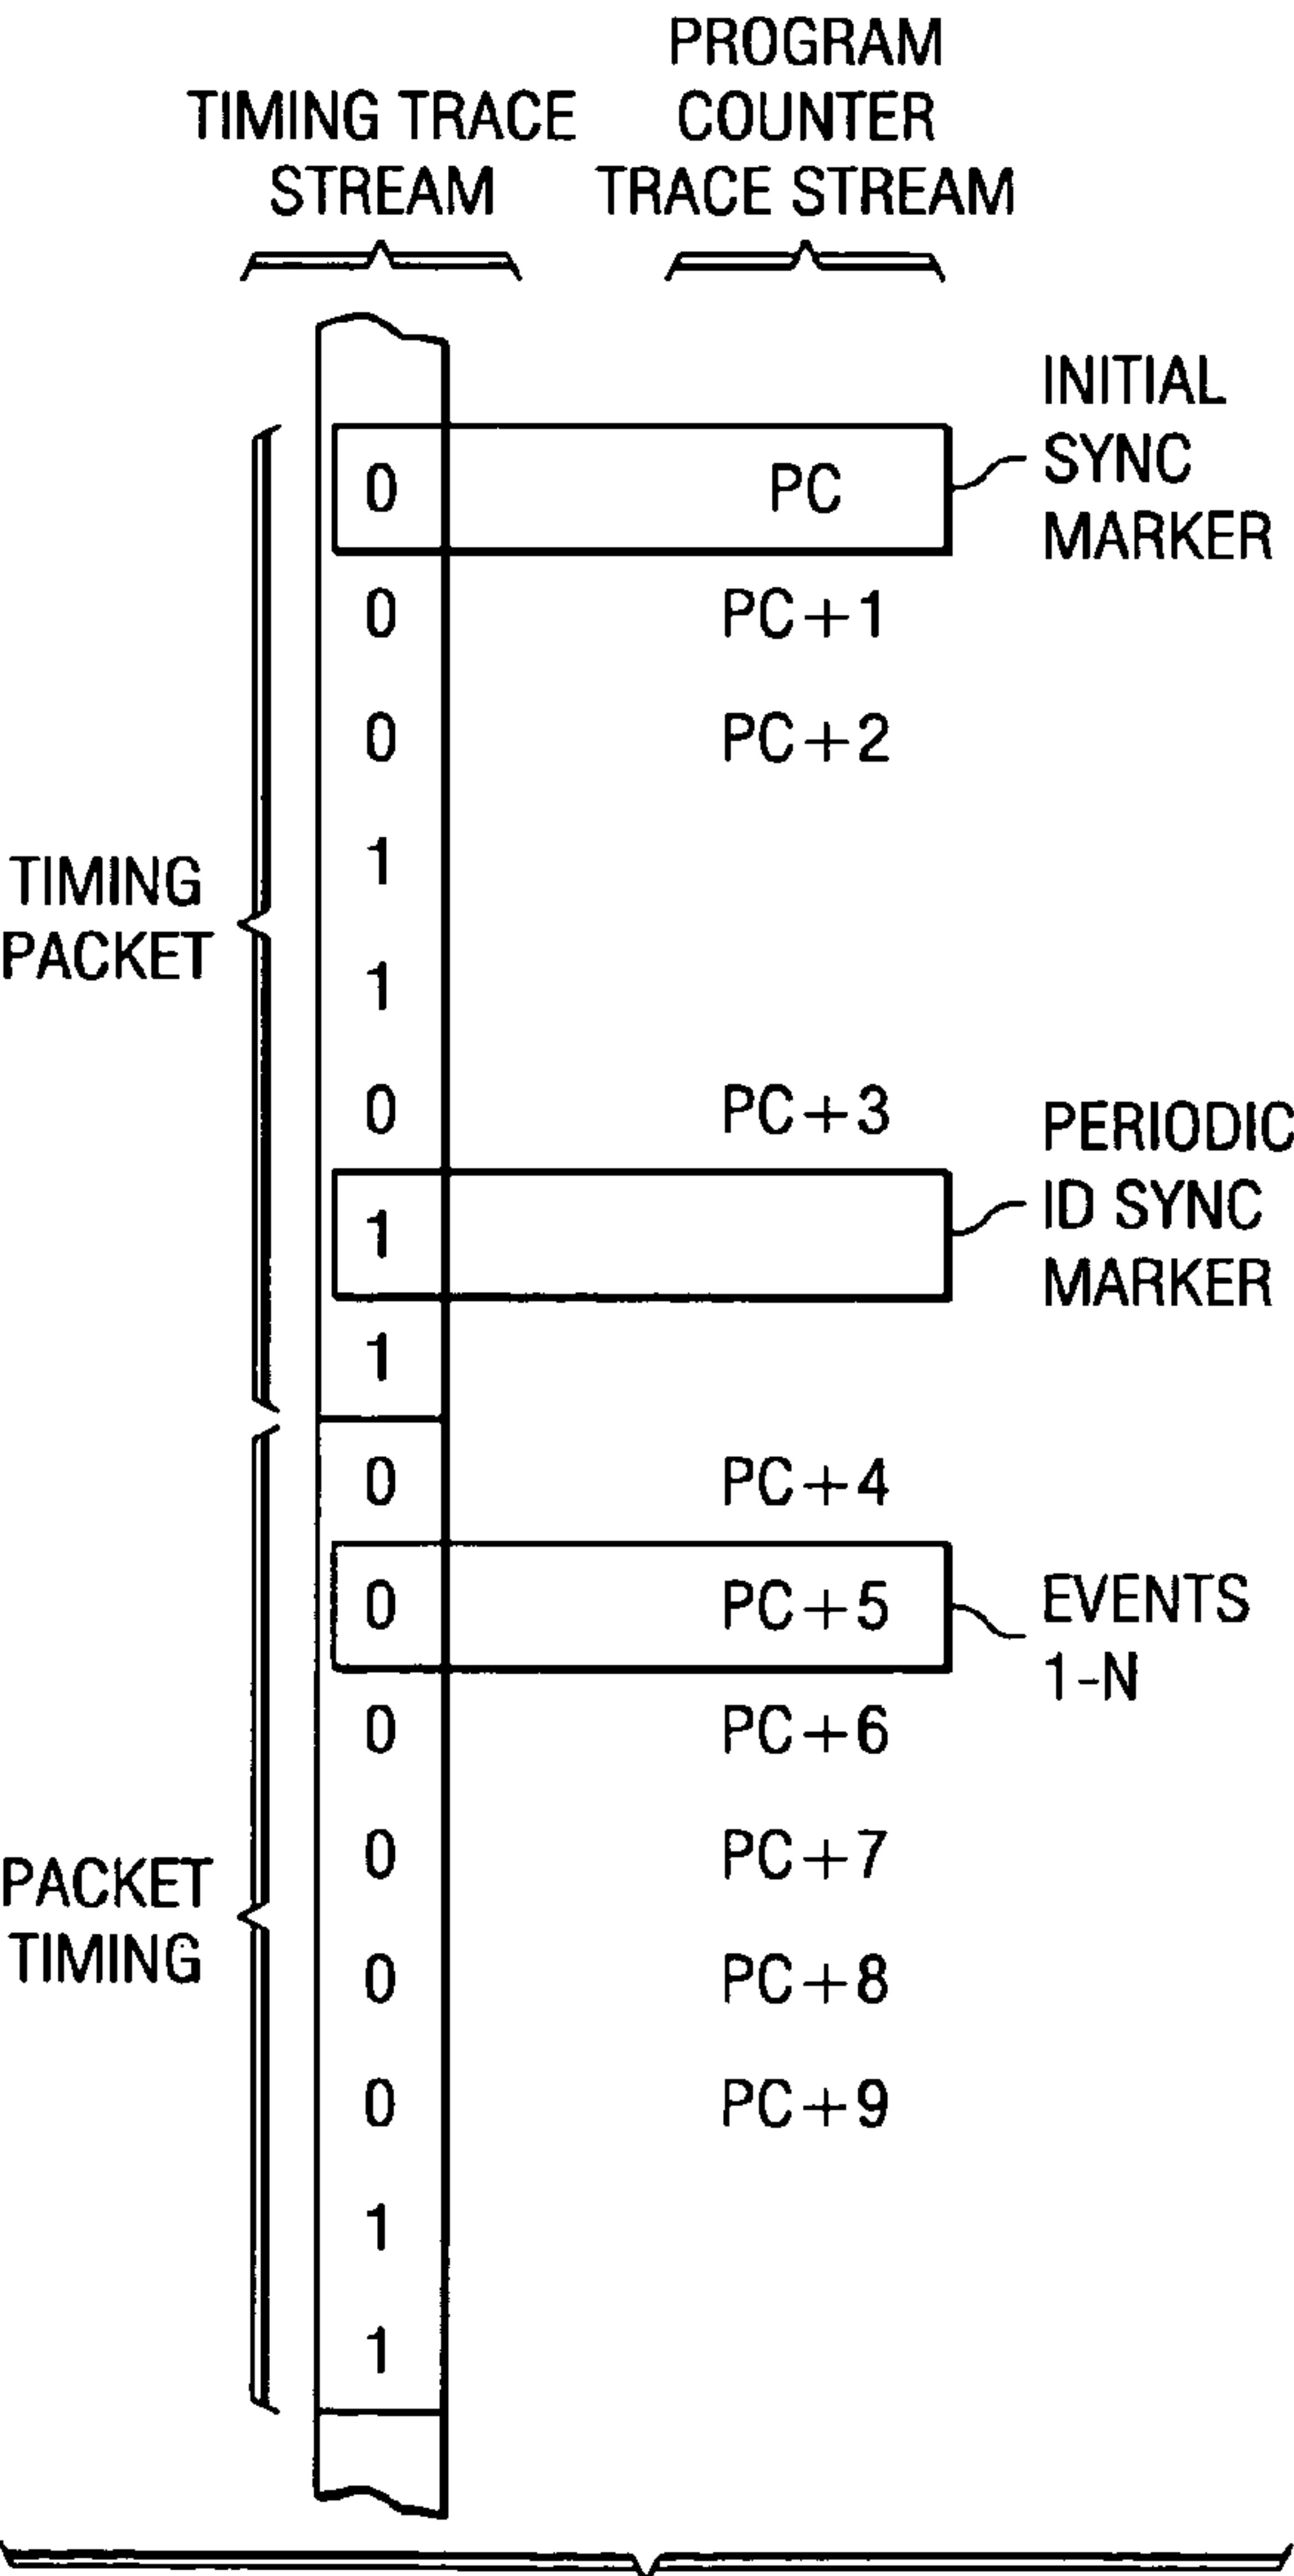 TIMING TRACE
STREAM
PROGRAM
COUNTER
TRACE STREAM
INITIAL
SYNC
MARKER
0 PC
0 PC+1
0 PC+2
1
1
TIMING
PACKET
0 PC+3
1
PERIODIC
ID SYNC
MARKER
1
0 PC+4
0 PC+5
EVENTS
1-N
0 PC+6
0 PC+7
PACKET
TIMING
0 PC+8
0 PC+9
1
1